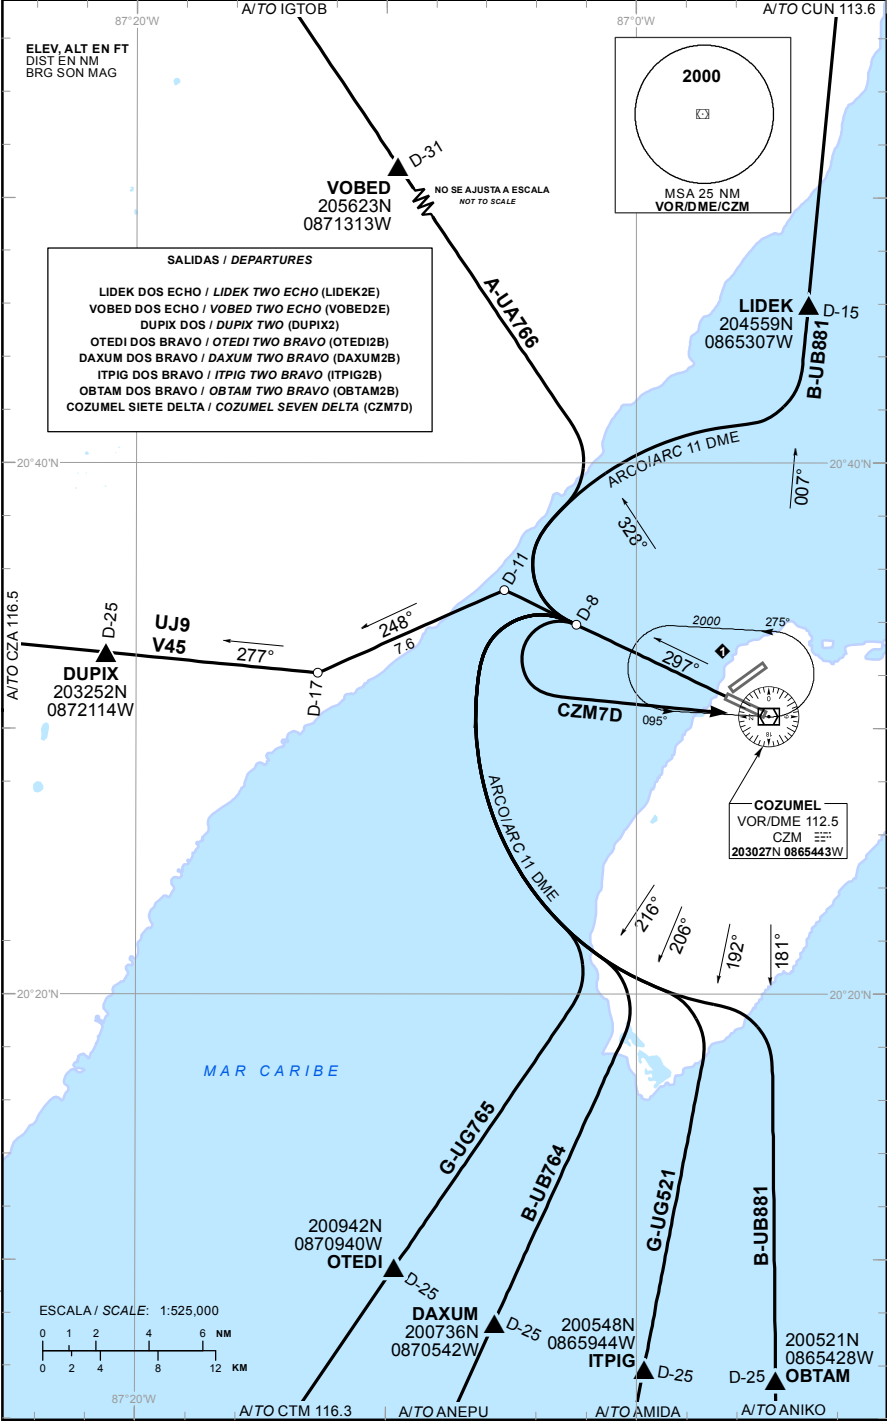 A/TO IGTOB
A/TO CUN 113.6
87°20'W
87°0'W
ELEV, ALT EN FT
DIST EN NM
BRG SON MAG
2000
MSA 25 NM
VOR/DME/CZM
D-31
VOBED
205623N
0871313W
NO SE AJUSTA A ESCALA
NOT TO SCALE
SALIDAS / DEPARTURES
LIDEK DOS ECHO / LIDEK TWO ECHO (LIDEK2E)
VOBED DOS ECHO / VOBED TWO ECHO (VOBED2E)
DUPIX DOS / DUPIX TWO (DUPIX2)
OTEDI DOS BRAVO / OTEDI TWO BRAVO (OTEDI2B)
DAXUM DOS BRAVO / DAXUM TWO BRAVO (DAXUM2B)
ITPIG DOS BRAVO / ITPIG TWO BRAVO (ITPIG2B)
OBTAM DOS BRAVO / OBTAM TWO BRAVO (OBTAM2B)
COZUMEL SIETE DELTA / COZUMEL SEVEN DELTA (CZM7D)
A-UA766
LIDEK
204559N
0865307W
D-15
B-UB881
ARCO/ARC 11 DME
20°40'N
20°40'N
007°
328°
D-11
D-8
A/TO CZA 116.5
D-25
UJ9
V45
248°
7.6
277°
DUPIX
203252N
0872114W
D-17
2000
275°
1
297°
CZM7D
095°
0
18
COZUMEL
VOR/DME 112.5
CZM
203027N 0865443W
ARCO/ARC 11 DME
216°
206°
192°
181°
20°20'N
20°20'N
MAR CARIBE
G-UG765
B-UB764
G-UG521
B-UB881
200942N
0870940W
OTEDI
D-25
DAXUM
200736N
0870542W
D-25
200548N
0865944W
ITPIG
D-25
200521N
0865428W
OBTAM
D-25
ESCALA / SCALE: 1:525,000
0 1 2 4 6 NM
0 2 4 8 12 KM
87°20'W
A/TO CTM 116.3
A/TO ANEPU
A/TO AMIDA
A/TO ANIKO